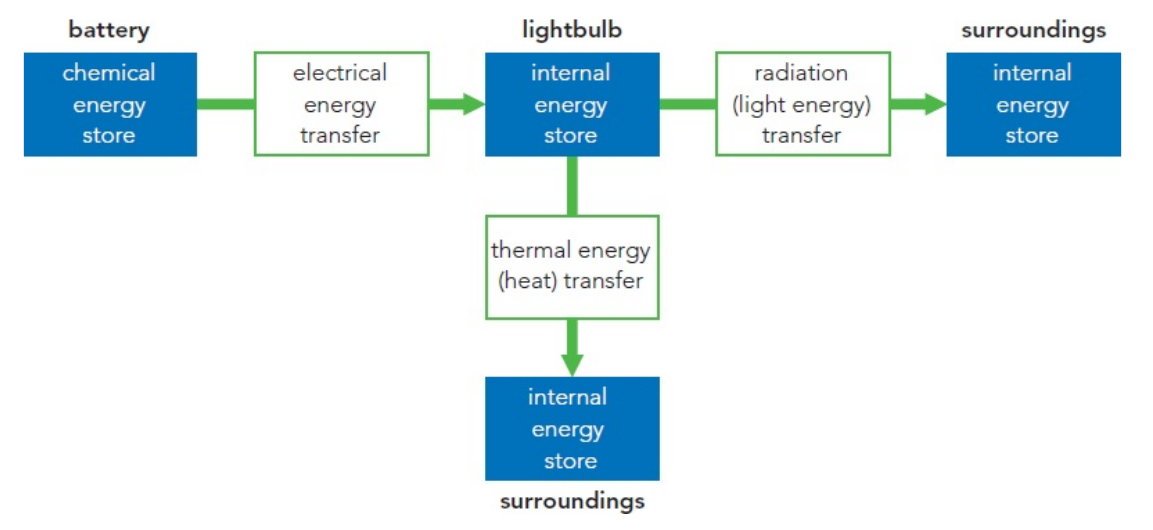 battery
chemical
energy
store
electrical
energy
transfer
lightbulb
internal
energy
store
radiation
(light energy)
transfer
surroundings
internal
energy
store
thermal energy
(heat) transfer
internal
energy
store
surroundings